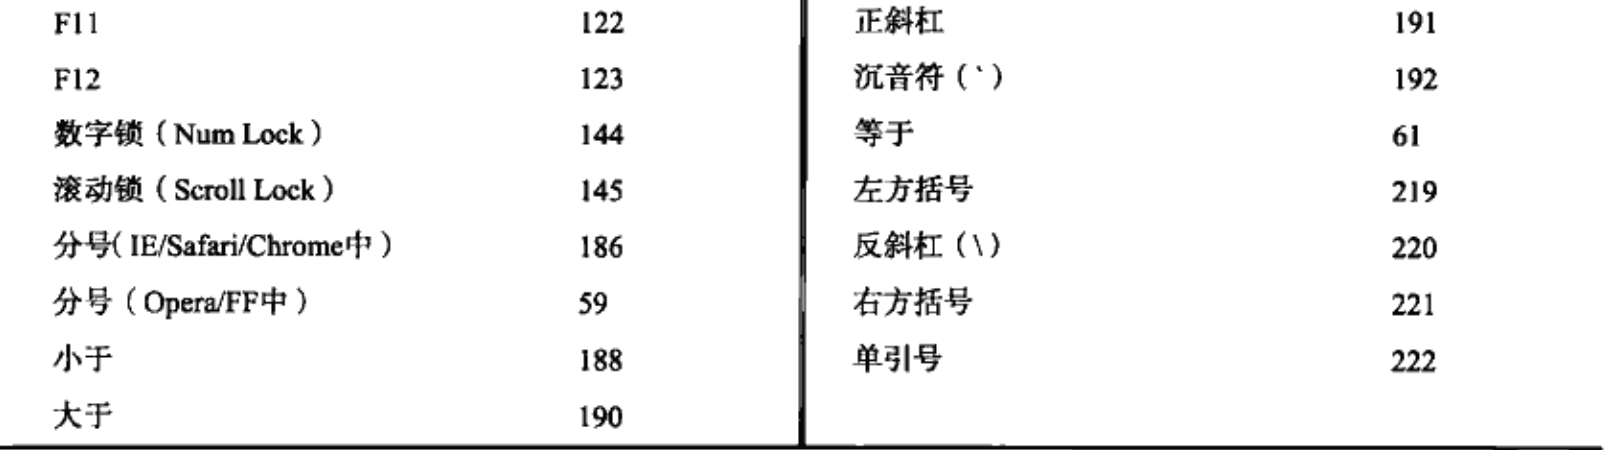 F11 122
F12 123
数字锁（Num Lock） 144
滚动锁（Scroll Lock） 145
分号（IE/Safari/Chrome中） 186
分号（Opera/FF中） 59
小于 188
大于 190
正斜杠 191
沉音符（`） 192
等于 61
左方括号 219
反斜杠（\） 220
右方括号 221
单引号 222